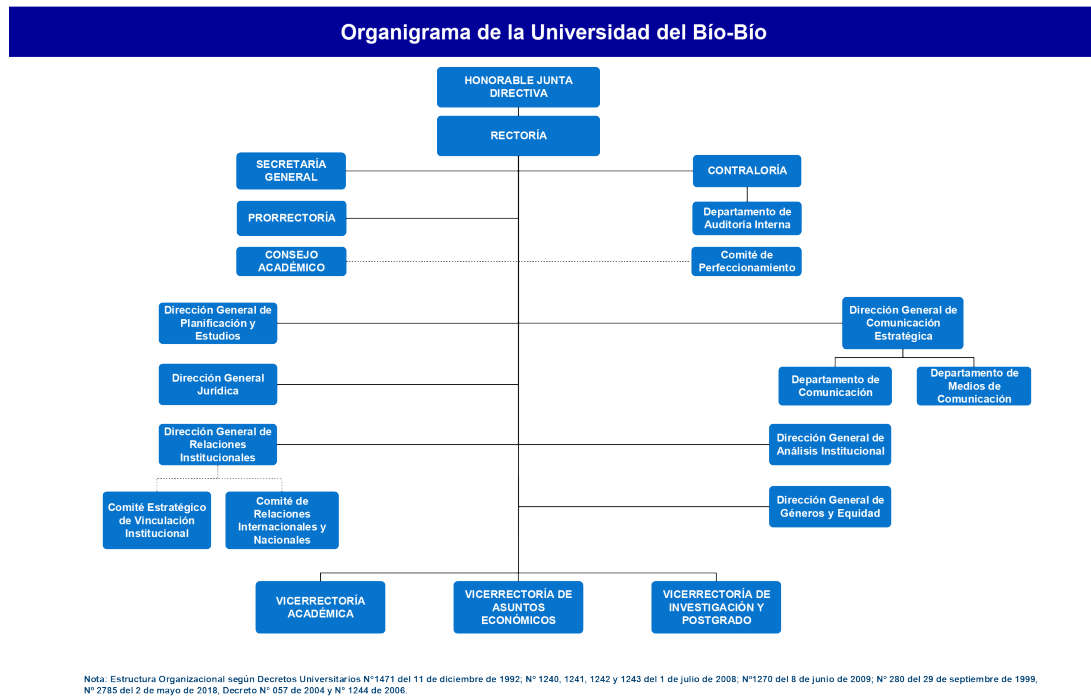 Organigrama de la Universidad del Bío-Bío
HONORABLE JUNTA
DIRECTIVA
RECTORÍA
SECRETARÍA
GENERAL
CONTRALORÍA
PRORRECTORÍA
Departamento de
Auditoría Interna
CONSEJO
ACADÉMICO
Comité de
Perfeccionamiento
Dirección General de
Planificación y
Estudios
Dirección General de
Comunicación
Estratégica
Dirección General
Jurídica
Departamento de
Comunicación
Departamento de
Medios de
Comunicación
Dirección General de
Relaciones
Institucionales
Dirección General de
Análisis Institucional
Comité Estratégico
de Vinculación
Institucional
Comité de
Relaciones
Internacionales y
Nacionales
Dirección General de
Géneros y Equidad
VICERRECTORÍA
ACADÉMICA
VICERRECTORÍA DE
ASUNTOS
ECONÓMICOS
VICERRECTORÍA DE
INVESTIGACIÓN Y
POSTGRADO
Nota: Estructura Organizacional según Decretos Universitarios N°1471 del 11 de diciembre de 1992; N° 1240, 1241, 1242 y 1243 del 1 de julio de 2008; N°1270 del 8 de junio de 2009; N° 280 del 29 de septiembre de 1999,
Nº 2785 del 2 de mayo de 2018, Decreto N° 057 de 2004 y N° 1244 de 2006.